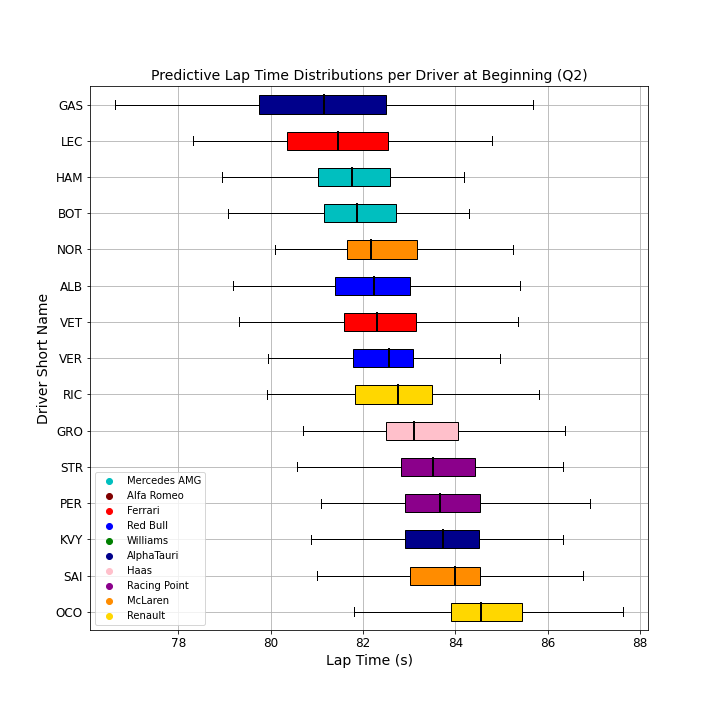 Predictive Lap Time Distributions per Driver at Beginning (Q2)
Driver Short Name
GAS
LEC
HAM
BOT
NOR
ALB
VET
VER
RIC
GRO
STR
PER
KVY
SAI
OCO
Mercedes AMG
Alfa Romeo
Ferrari
Red Bull
Williams
AlphaTauri
Haas
Racing Point
McLaren
Renault
78 80 82 84 86 88
Lap Time (s)